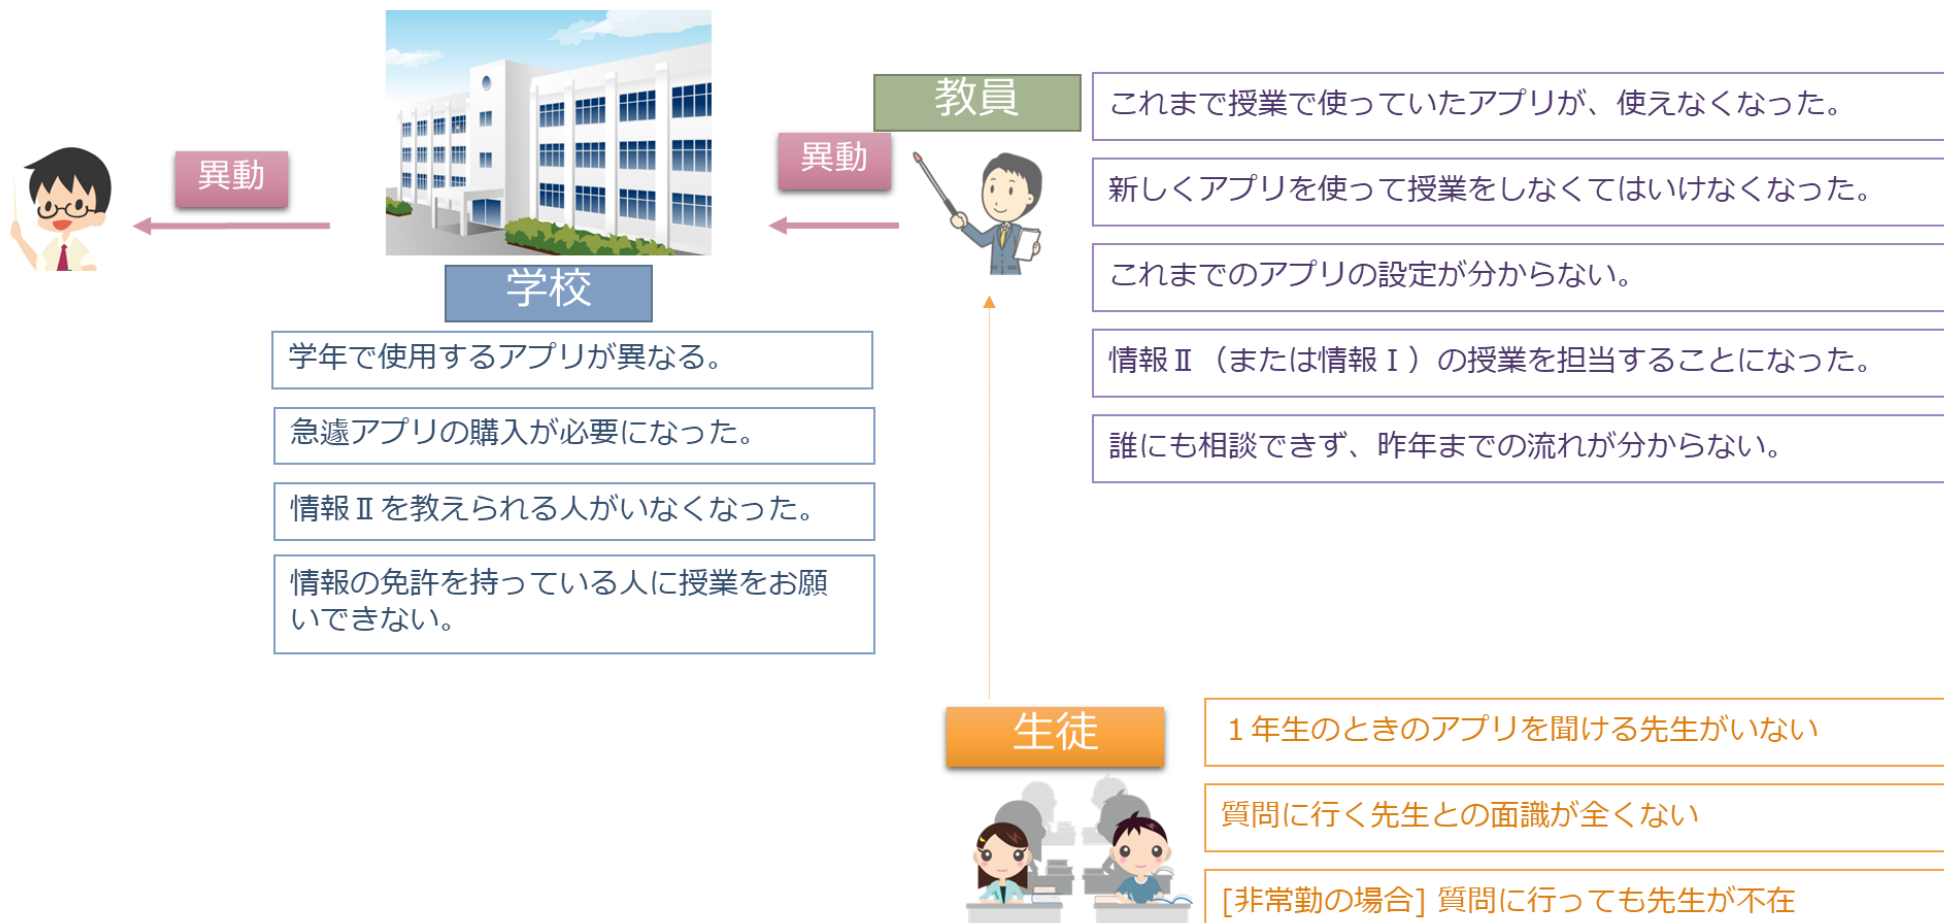 異動
学校
学年で使用するアプリが異なる。
急遽アプリの購入が必要になった。
情報Ⅱを教えられる人がいなくなった。
情報の免許を持っている人に授業をお願
いできない。
異動
教員
これまで授業で使っていたアプリが、使えなくなった。
新しくアプリを使って授業をしなくてはいけなくなった。
これまでのアプリの設定が分からない。
情報Ⅱ（または情報Ⅰ）の授業を担当することになった。
誰にも相談できず、昨年までの流れが分からない。
生徒
１年生のときのアプリを聞ける先生がいない
質問に行く先生との面識が全くない
[非常勤の場合] 質問に行っても先生が不在